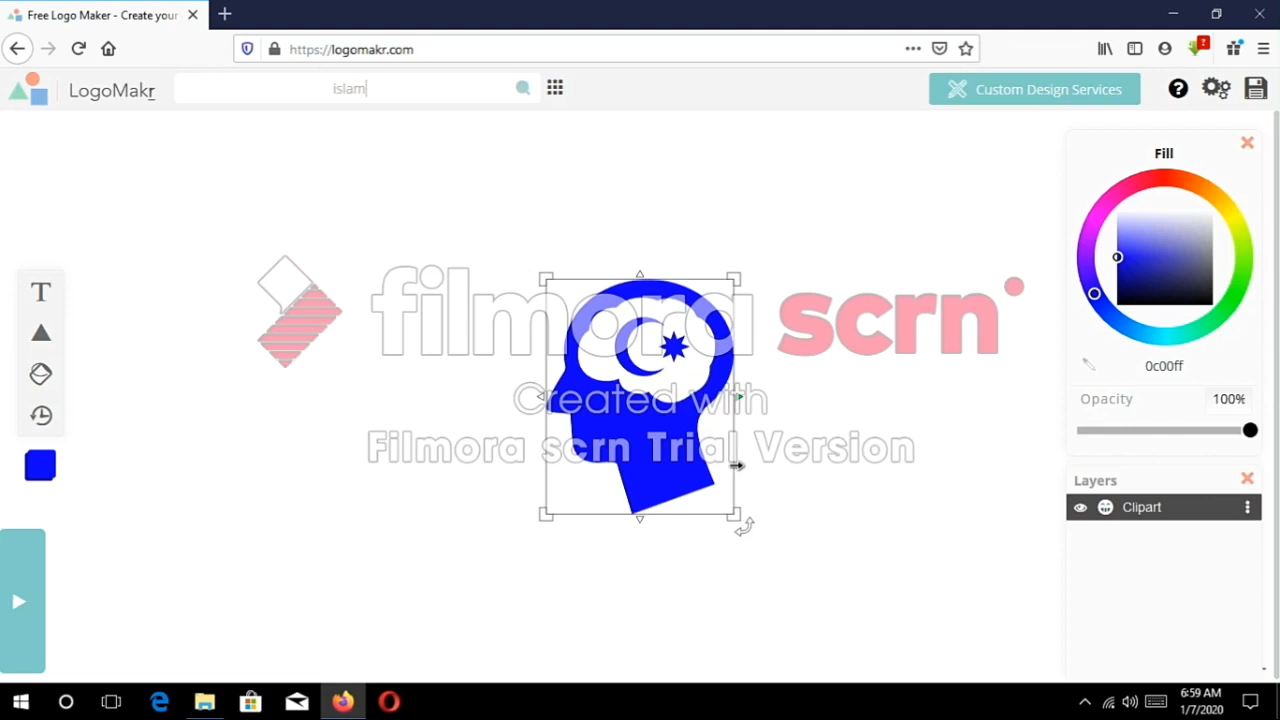 Free Logo Maker - Create your
https://logomakr.com
LogoMakr
islam
Custom Design Services
?
Fill
0c00ff
Opacity 100%
Layers
Clipart
T
filmora scrn
Created with
Filmora scrn Trial Version
6:59 AM
1/7/2020